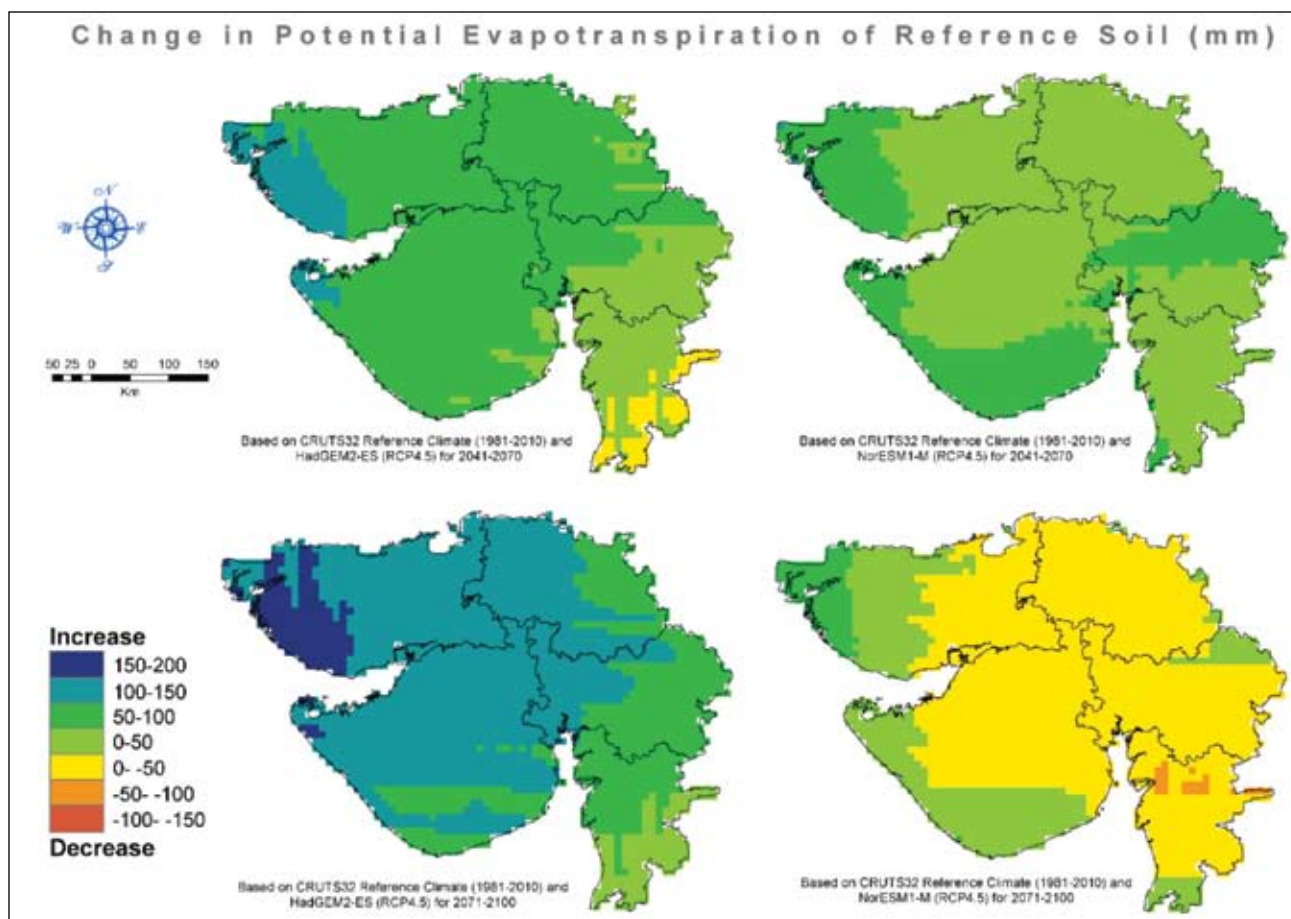 Change in Potential Evapotranspiration of Reference Soil (mm)
N
W E
S
50 25 0 50 100 150
Km
Based on CRUTS32 Reference Climate (1981-2010) and
HadGEM2-ES (RCP4.5) for 2041-2070
Based on CRUTS32 Reference Climate (1981-2010) and
NorESM1-M (RCP4.5) for 2041-2070
Increase
150-200
100-150
50-100
0-50
0- -50
-50- -100
-100- -150
Decrease
Based on CRUTS32 Reference Climate (1981-2010) and
HadGEM2-ES (RCP4.5) for 2071-2100
Based on CRUTS32 Reference Climate (1981-2010) and
NorESM1-M (RCP4.5) for 2071-2100